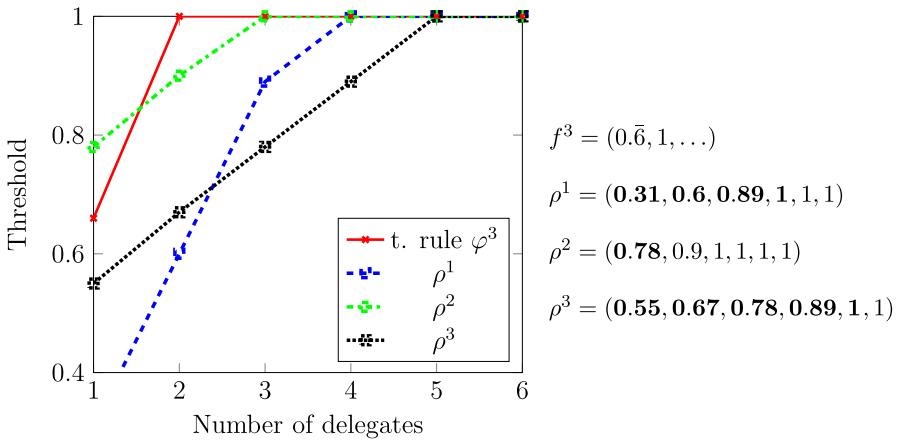 1
0.8
0.6
0.4
1 2 3 4 5 6
Threshold
Number of delegates
t. rule φ³
ρ¹
ρ²
ρ³
f³ = (0.6̄, 1, …)
ρ¹ = (0.31, 0.6, 0.89, 1, 1, 1)
ρ² = (0.78, 0.9, 1, 1, 1, 1)
ρ³ = (0.55, 0.67, 0.78, 0.89, 1, 1)